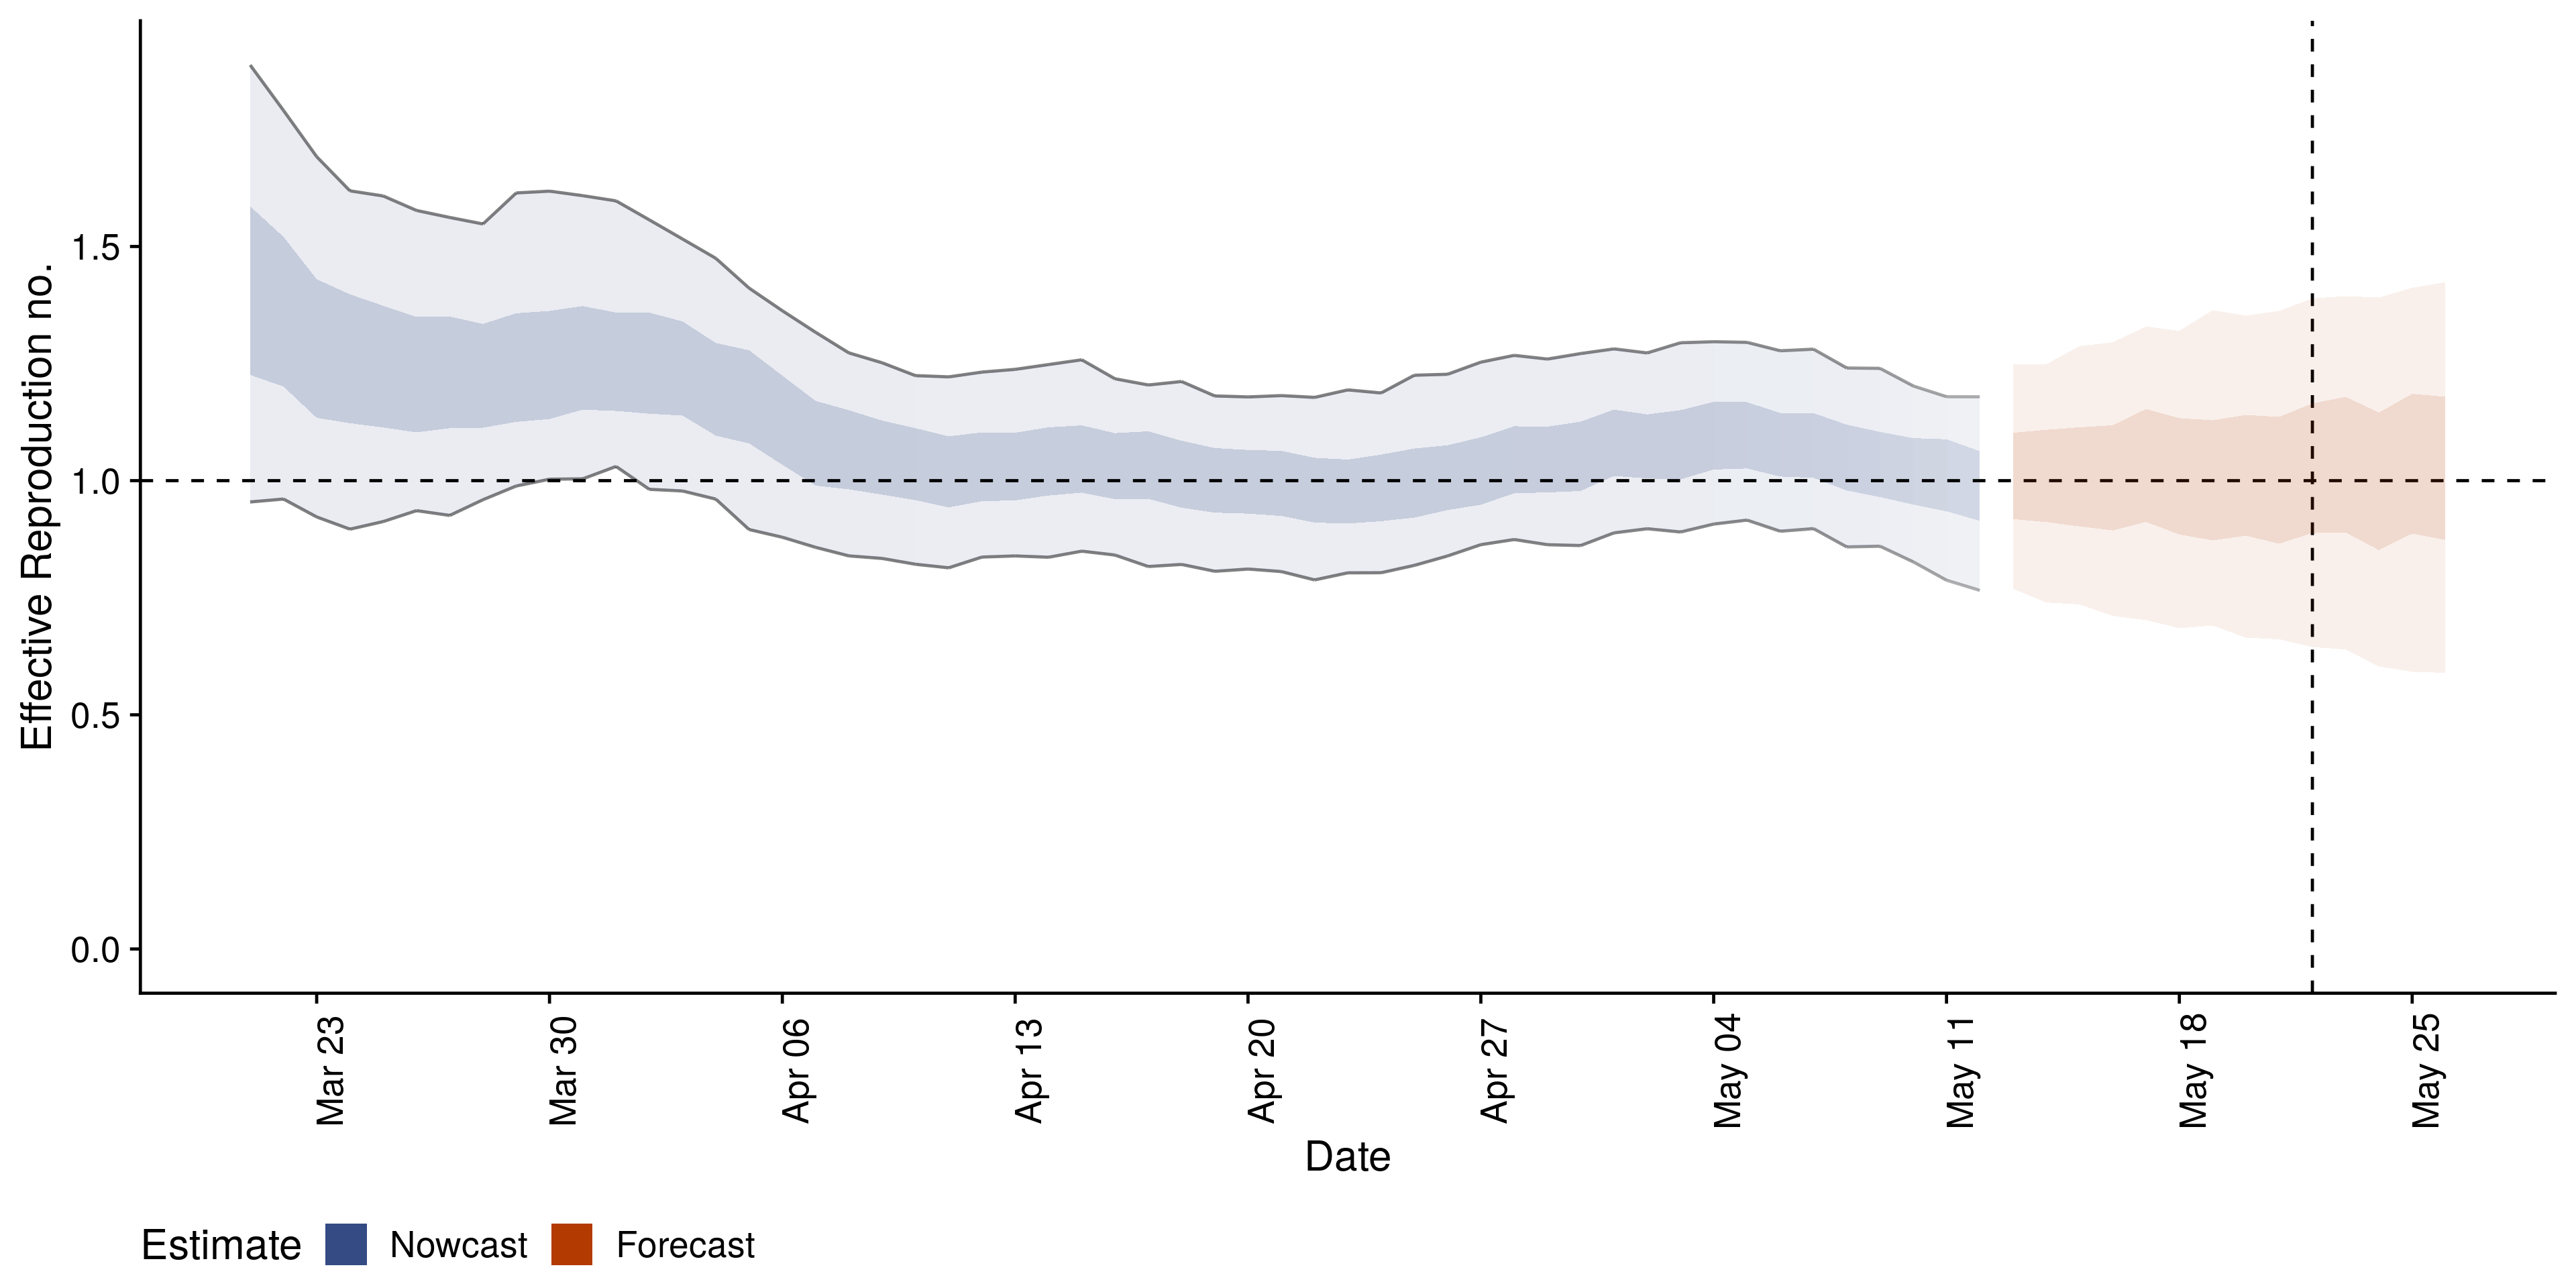 Effective Reproduction no.
1.5
1.0
0.5
0.0
Mar 23
Mar 30
Apr 06
Apr 13
Apr 20
Apr 27
May 04
May 11
May 18
May 25
Date
Estimate Nowcast Forecast